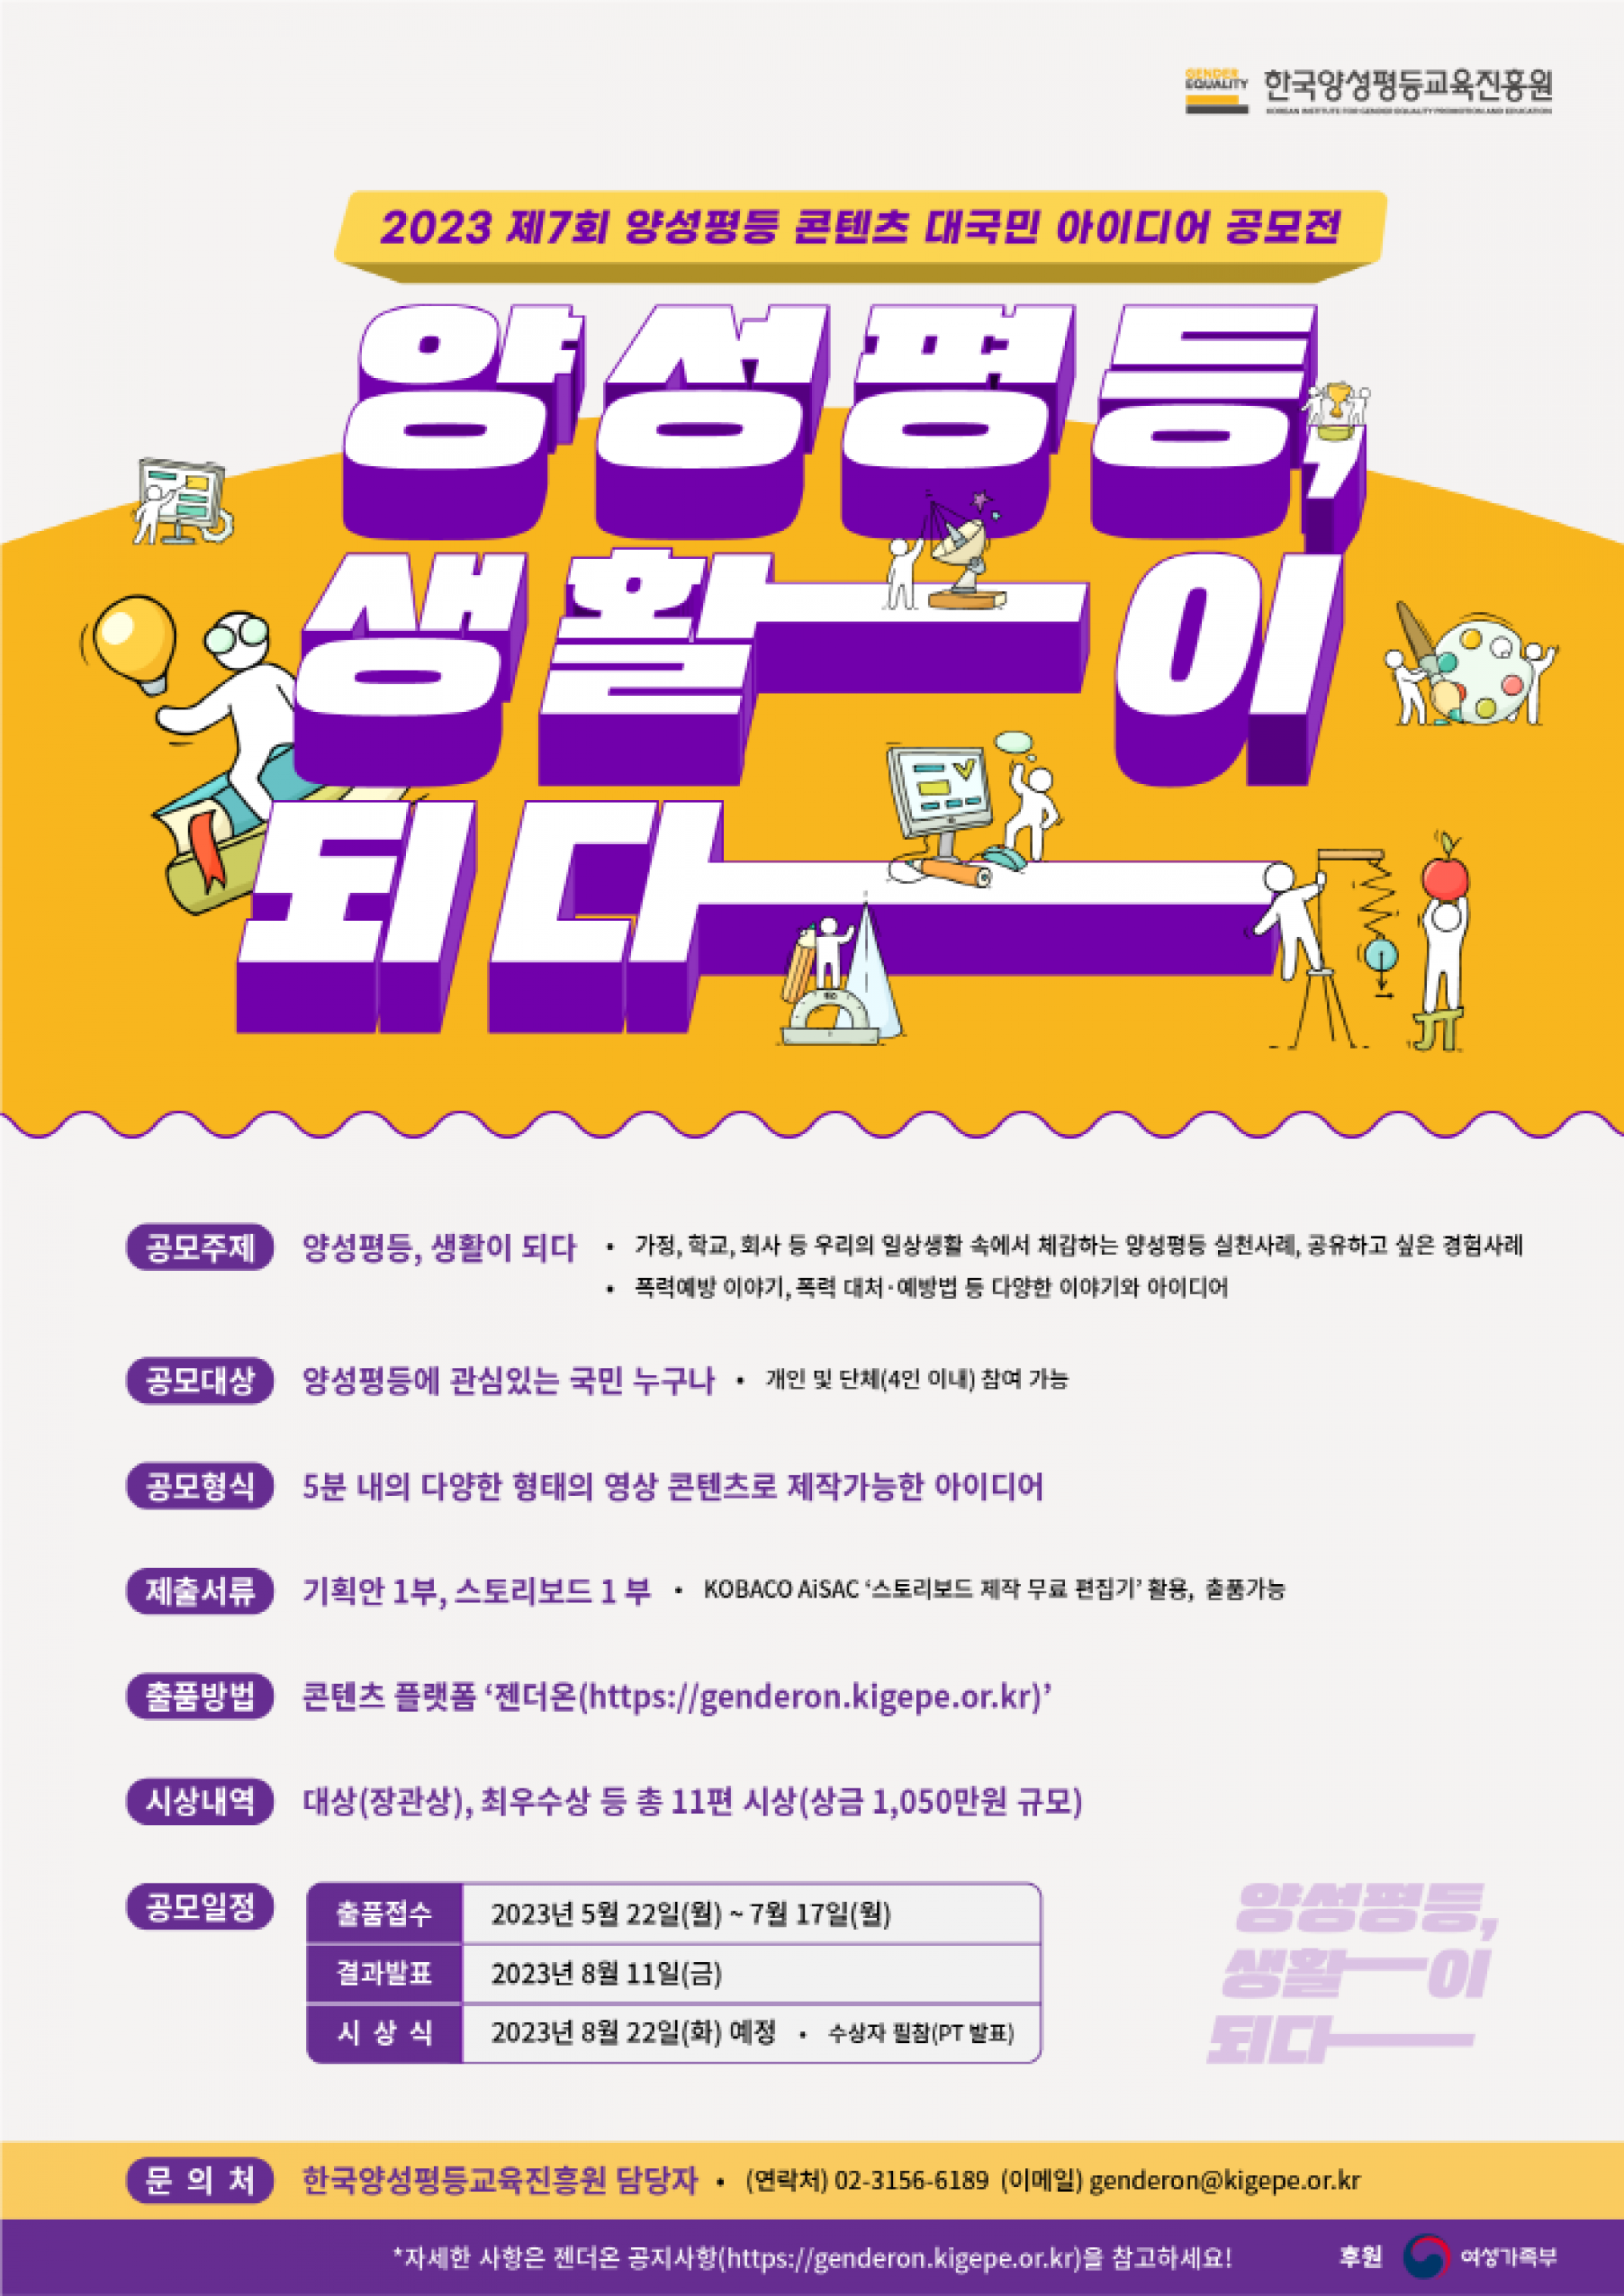 GENDER
EQUALITY
한국양성평등교육진흥원
KOREAN INSTITUTE FOR GENDER EQUALITY PROMOTION AND EDUCATION
2023 제7회 양성평등 콘텐츠 대국민 아이디어 공모전
양성평등,
생활이
되다
공모주제 양성평등, 생활이 되다 • 가정, 학교, 회사 등 우리의 일상생활 속에서 체감하는 양성평등 실천사례, 공유하고 싶은 경험사례
• 폭력예방 이야기, 폭력 대처·예방법 등 다양한 이야기와 아이디어
공모대상 양성평등에 관심있는 국민 누구나 • 개인 및 단체(4인 이내) 참여 가능
공모형식 5분 내의 다양한 형태의 영상 콘텐츠로 제작가능한 아이디어
제출서류 기획안 1부, 스토리보드 1 부 • KOBACO AiSAC ‘스토리보드 제작 무료 편집기’ 활용, 출품가능
출품방법 콘텐츠 플랫폼 ‘젠더온(https://genderon.kigepe.or.kr)’
시상내역 대상(장관상), 최우수상 등 총 11편 시상(상금 1,050만원 규모)
공모일정 출품접수 2023년 5월 22일(월) ~ 7월 17일(월)
결과발표 2023년 8월 11일(금)
시 상 식 2023년 8월 22일(화) 예정 • 수상자 필참(PT 발표)
양성평등,
생활이
되다
문 의 처 한국양성평등교육진흥원 담당자 • (연락처) 02-3156-6189 (이메일) genderon@kigepe.or.kr
*자세한 사항은 젠더온 공지사항(https://genderon.kigepe.or.kr)을 참고하세요! 후원 여성가족부